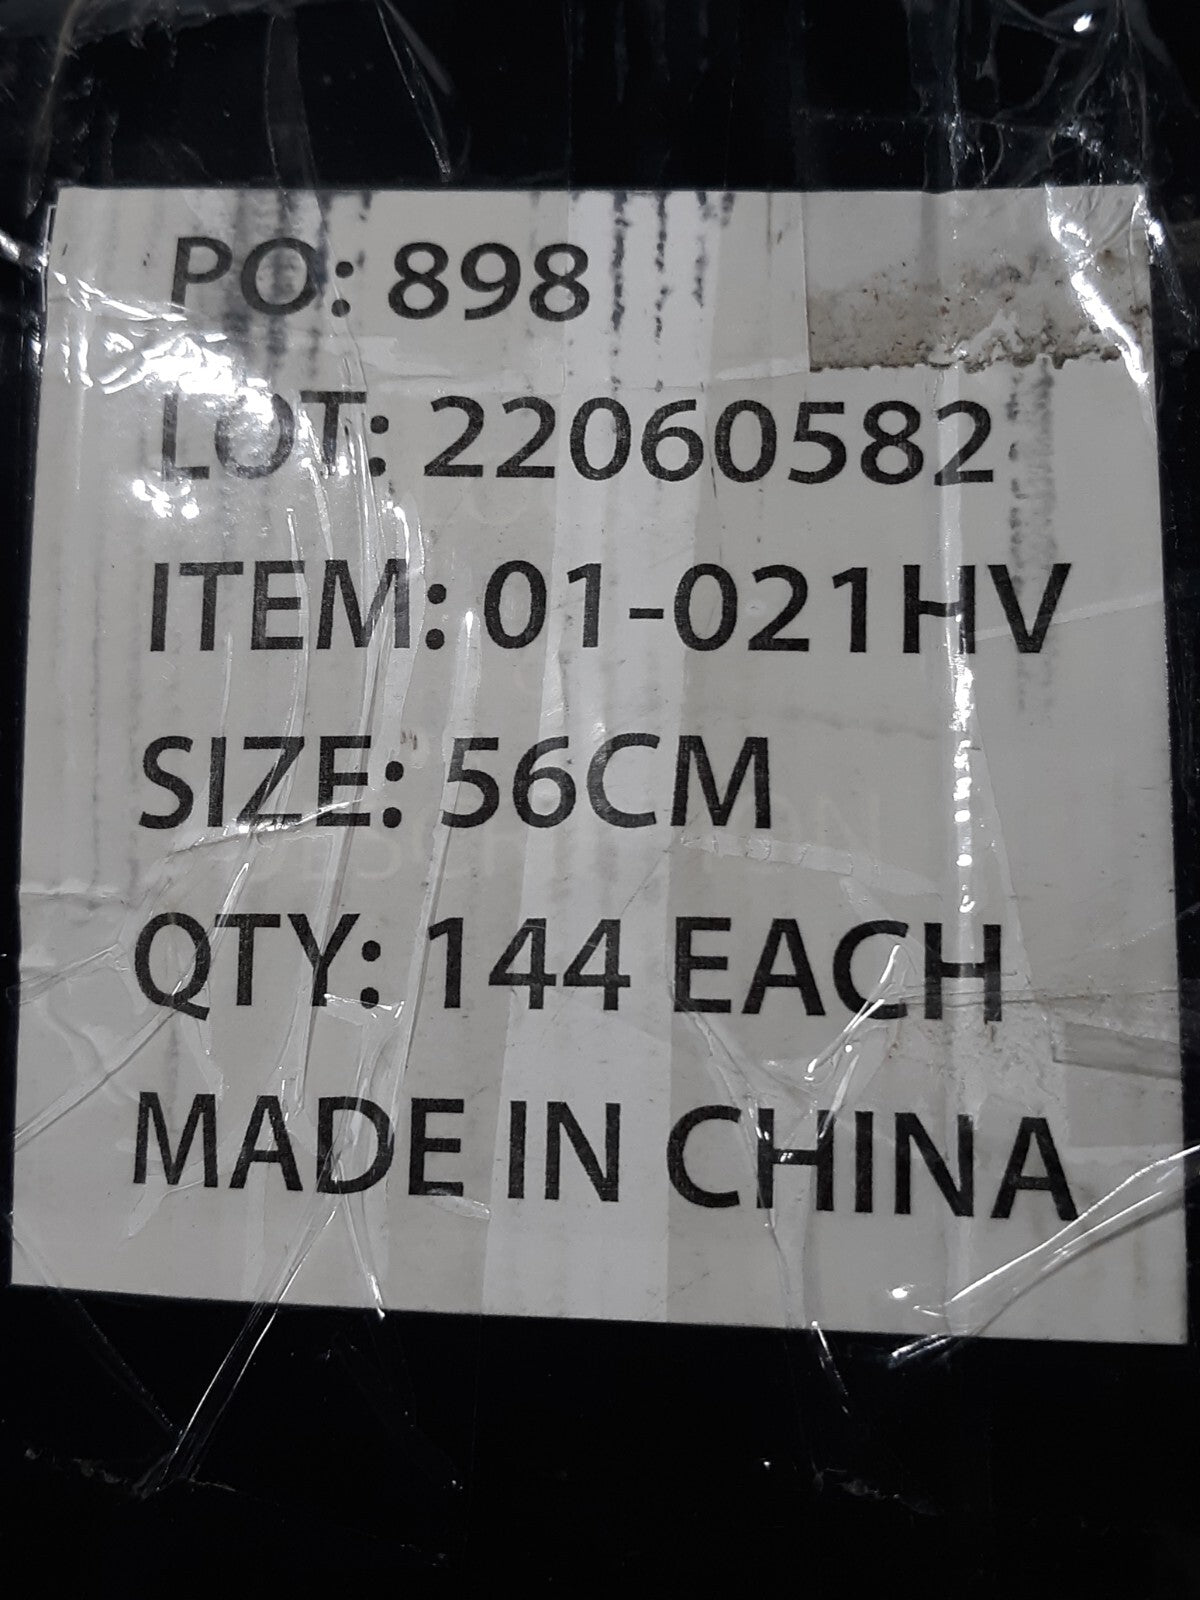 PO: 898
LOT: 22060582
ITEM: 01-021HV
SIZE: 56CM
QTY: 144 EACH
MADE IN CHINA